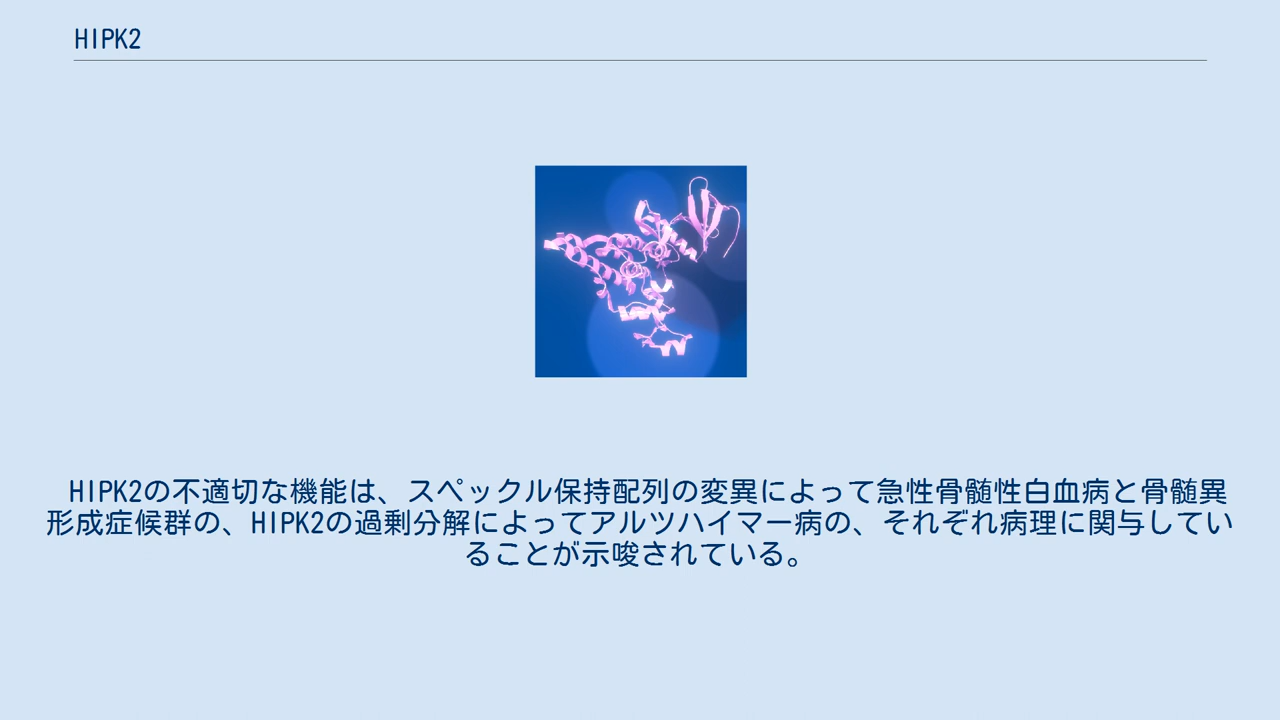 HIPK2
HIPK2の不適切な機能は、スペックル保持配列の変異によって急性骨髄性白血病と骨髄異
形成症候群の、HIPK2の過剰分解によってアルツハイマー病の、それぞれ病理に関与してい
ることが示唆されている。